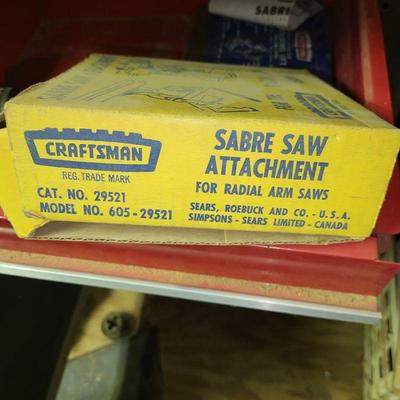 SABRE
CRAFTSMAN
REG. TRADE MARK
CAT. NO. 29521
MODEL NO. 605-29521
SABRE SAW
ATTACHMENT
FOR RADIAL ARM SAWS
SEARS, ROEBUCK AND CO. - U.S.A.
SIMPSONS - SEARS LIMITED - CANADA